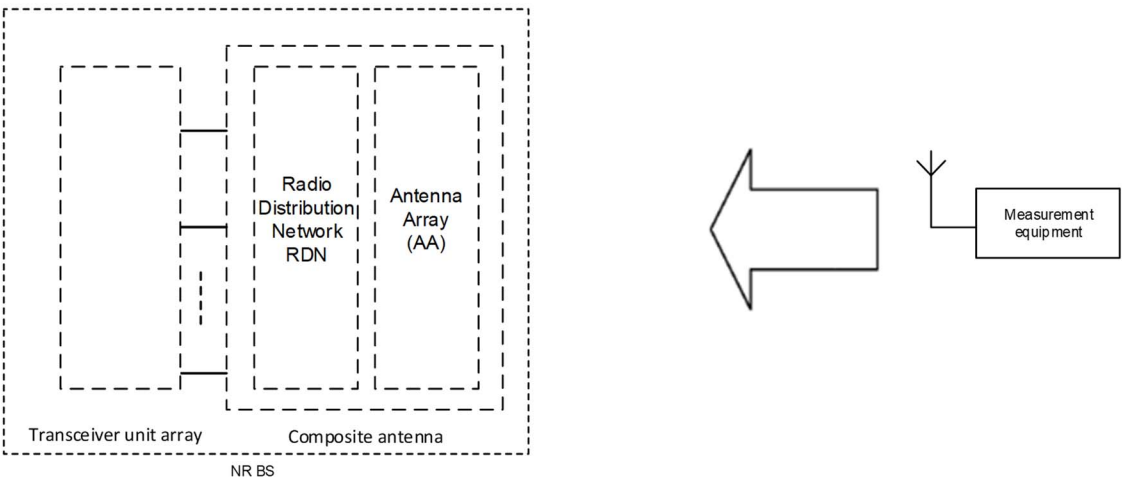 Radio
Distribution
Network
RDN
Antenna
Array
(AA)
Measurement
equipment
Transceiver unit array
Composite antenna
NR BS